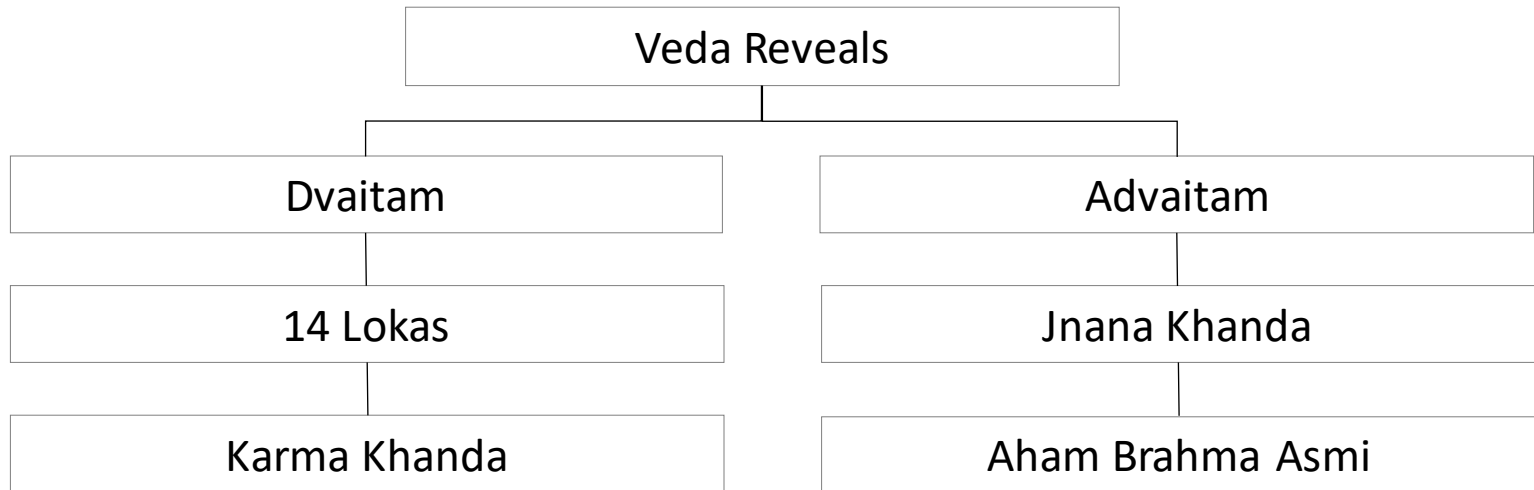 Veda Reveals
Dvaitam
Advaitam
14 Lokas
Jnana Khanda
Karma Khanda
Aham Brahma Asmi